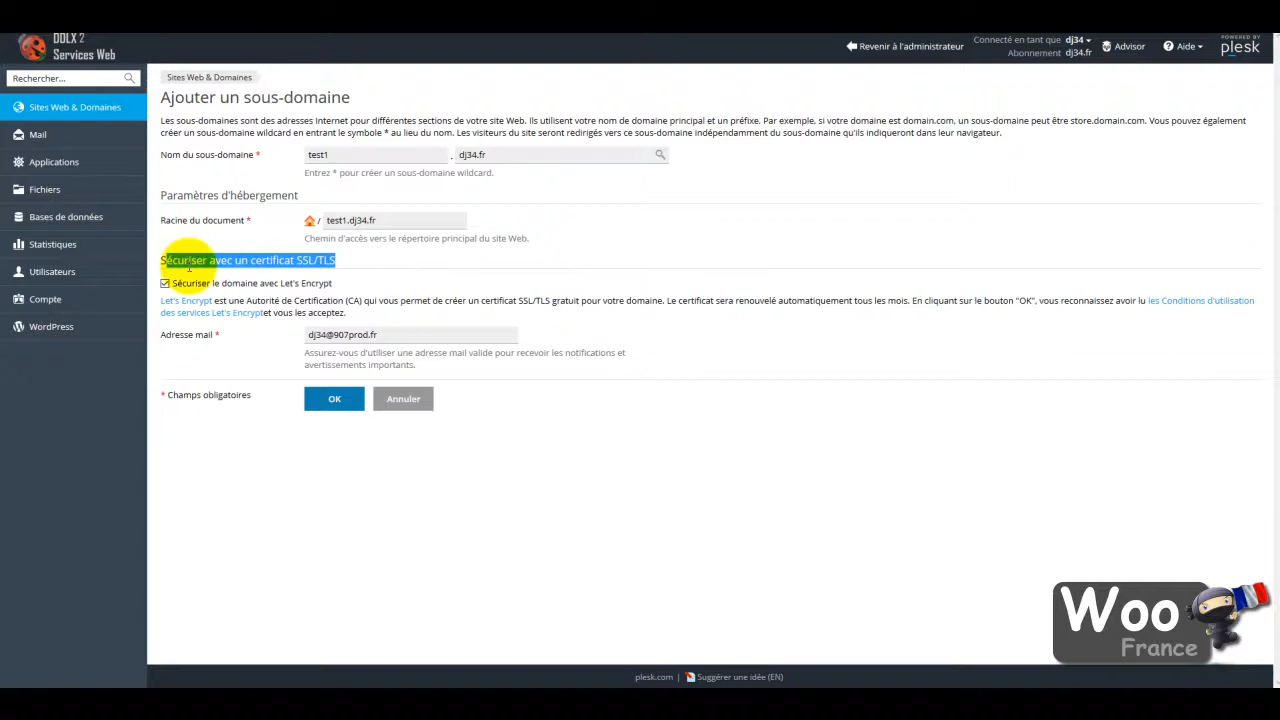 DDLX 2
Services Web
Revenir à l'administrateur
Connecté en tant que dj34
Abonnement dj34.fr
Advisor
Aide
POWERED BY
plesk
Rechercher...
Sites Web & Domaines
Mail
Applications
Fichiers
Bases de données
Statistiques
Utilisateurs
Compte
WordPress
Sites Web & Domaines
Ajouter un sous-domaine
Les sous-domaines sont des adresses Internet pour différentes sections de votre site Web. Ils utilisent votre nom de domaine principal et un préfixe. Par exemple, si votre domaine est domain.com, un sous-domaine peut être store.domain.com. Vous pouvez également
créer un sous-domaine wildcard en entrant le symbole * au lieu du nom. Les visiteurs du site seront redirigés vers ce sous-domaine indépendamment du sous-domaine qu'ils indiqueront dans leur navigateur.
Nom du sous-domaine * test1 . dj34.fr
Entrez * pour créer un sous-domaine wildcard.
Paramètres d'hébergement
Racine du document * / test1.dj34.fr
Chemin d'accès vers le répertoire principal du site Web.
Sécuriser avec un certificat SSL/TLS
Sécuriser le domaine avec Let's Encrypt
Let's Encrypt est une Autorité de Certification (CA) qui vous permet de créer un certificat SSL/TLS gratuit pour votre domaine. Le certificat sera renouvelé automatiquement tous les mois. En cliquant sur le bouton "OK", vous reconnaissez avoir lu les Conditions d'utilisation
des services Let's Encryptet vous les acceptez.
Adresse mail * dj34@907prod.fr
Assurez-vous d'utiliser une adresse mail valide pour recevoir les notifications et
avertissements importants.
* Champs obligatoires
OK
Annuler
Woo
France
plesk.com | Suggérer une idée (EN)